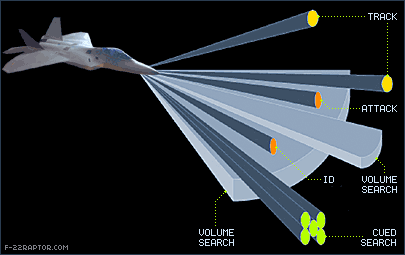 TRACK
ATTACK
ID
VOLUME
SEARCH
VOLUME
SEARCH
CUED
SEARCH
F-22RAPTOR.COM